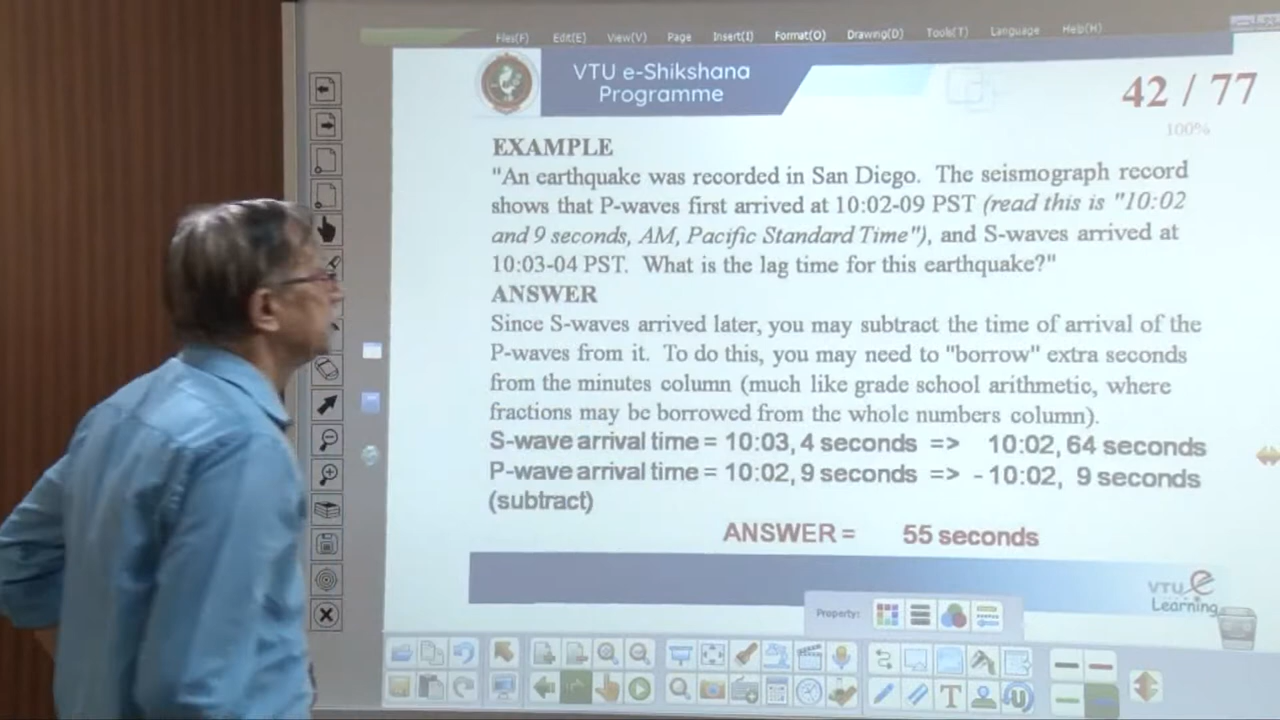 Files(F) Edit(E) View(V) Page Insert(I) Format(O) Drawing(D) Tools(T) Language Help(H)
VTU e-Shikshana
Programme
42 / 77
100%
EXAMPLE
"An earthquake was recorded in San Diego. The seismograph record
shows that P-waves first arrived at 10:02-09 PST (read this is "10:02
and 9 seconds, AM, Pacific Standard Time"), and S-waves arrived at
10:03-04 PST. What is the lag time for this earthquake?"
ANSWER
Since S-waves arrived later, you may subtract the time of arrival of the
P-waves from it. To do this, you may need to "borrow" extra seconds
from the minutes column (much like grade school arithmetic, where
fractions may be borrowed from the whole numbers column).
S-wave arrival time = 10:03, 4 seconds => 10:02, 64 seconds
P-wave arrival time = 10:02, 9 seconds => - 10:02, 9 seconds
(subtract)
ANSWER = 55 seconds
VTU e
Learning
Property: